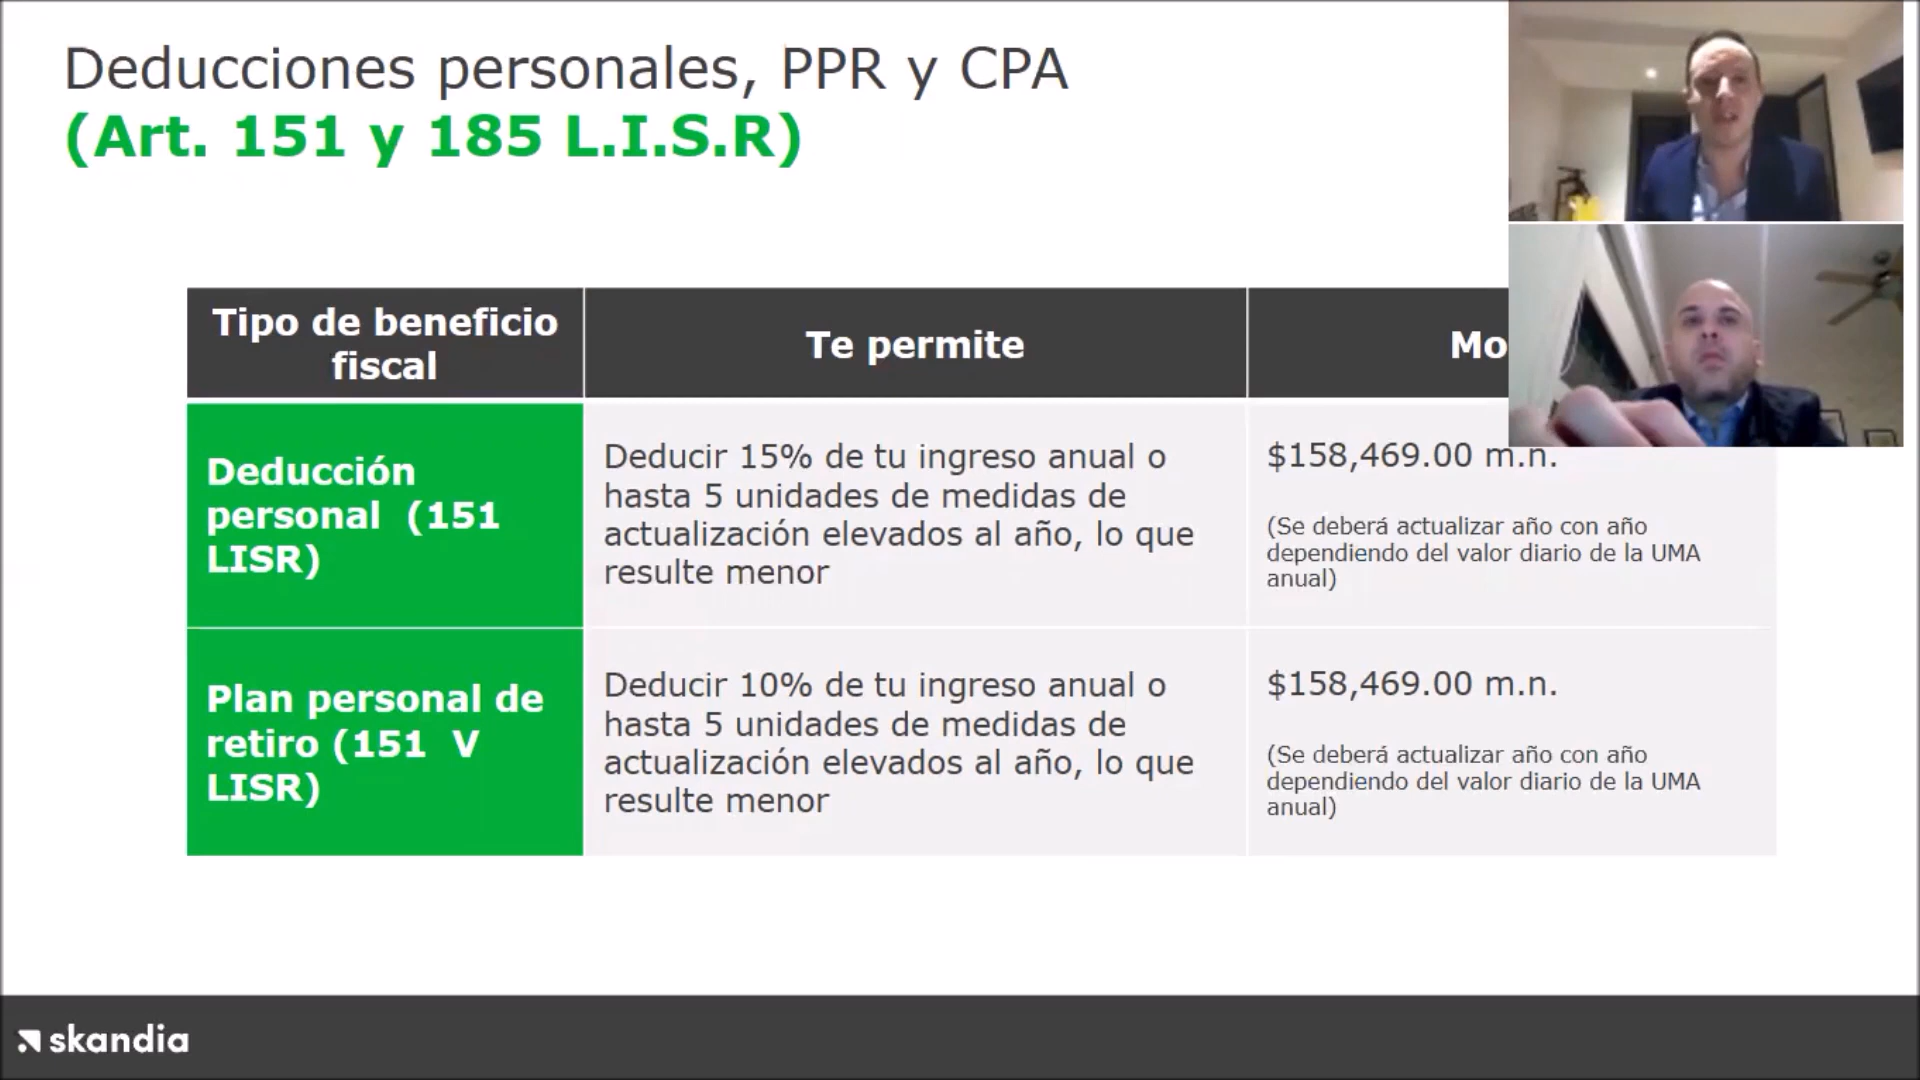 Deducciones personales, PPR y CPA
(Art. 151 y 185 L.I.S.R)
Tipo de beneficio
fiscal
Te permite
Deducción
personal (151
LISR)
Deducir 15% de tu ingreso anual o
hasta 5 unidades de medidas de
actualización elevados al año, lo que
resulte menor
$158,469.00 m.n.
(Se deberá actualizar año con año
dependiendo del valor diario de la UMA
anual)
Plan personal de
retiro (151 V
LISR)
Deducir 10% de tu ingreso anual o
hasta 5 unidades de medidas de
actualización elevados al año, lo que
resulte menor
$158,469.00 m.n.
(Se deberá actualizar año con año
dependiendo del valor diario de la UMA
anual)
skandia